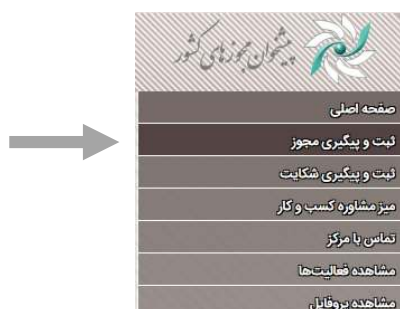 پیشخوان مجوزهای کشور
صفحه اصلی
ثبت و پیگیری مجوز
ثبت و پیگیری شکایت
میز مشاوره کسب و کار
تماس با مرکز
مشاهده فعالیت‌ها
مشاهده پروفایل